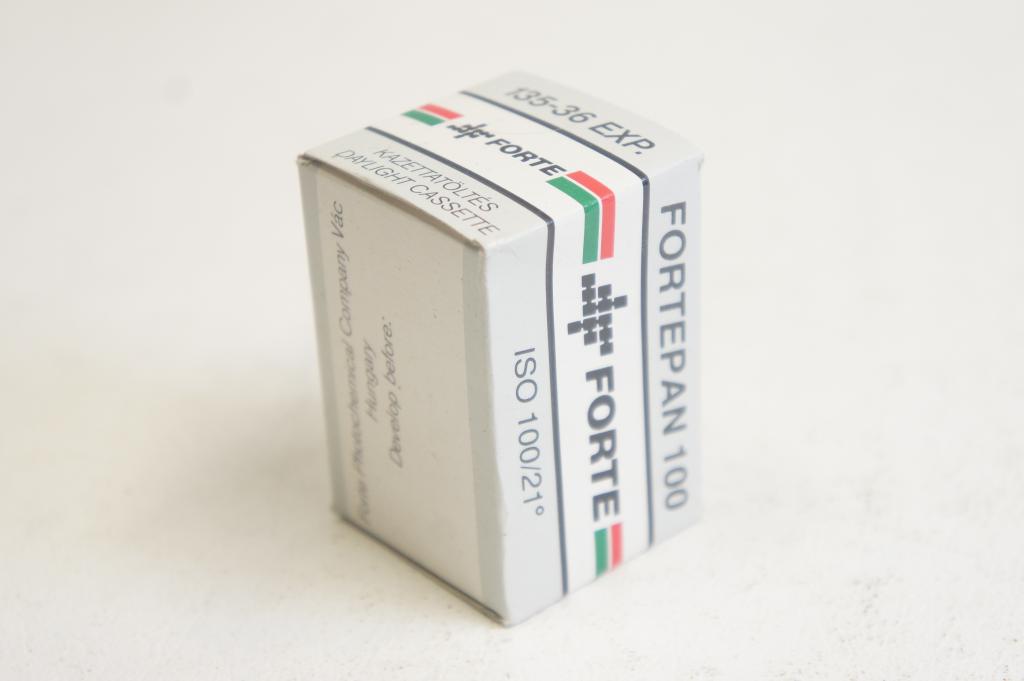 135-36 EXP.
FORTE
KAZETTATÖLTÉS
DAYLIGHT CASSETTE
FORTEPAN 100
FORTE
ISO 100/21°
Forte Photochemical Company Vác
Hungary
Develop before: